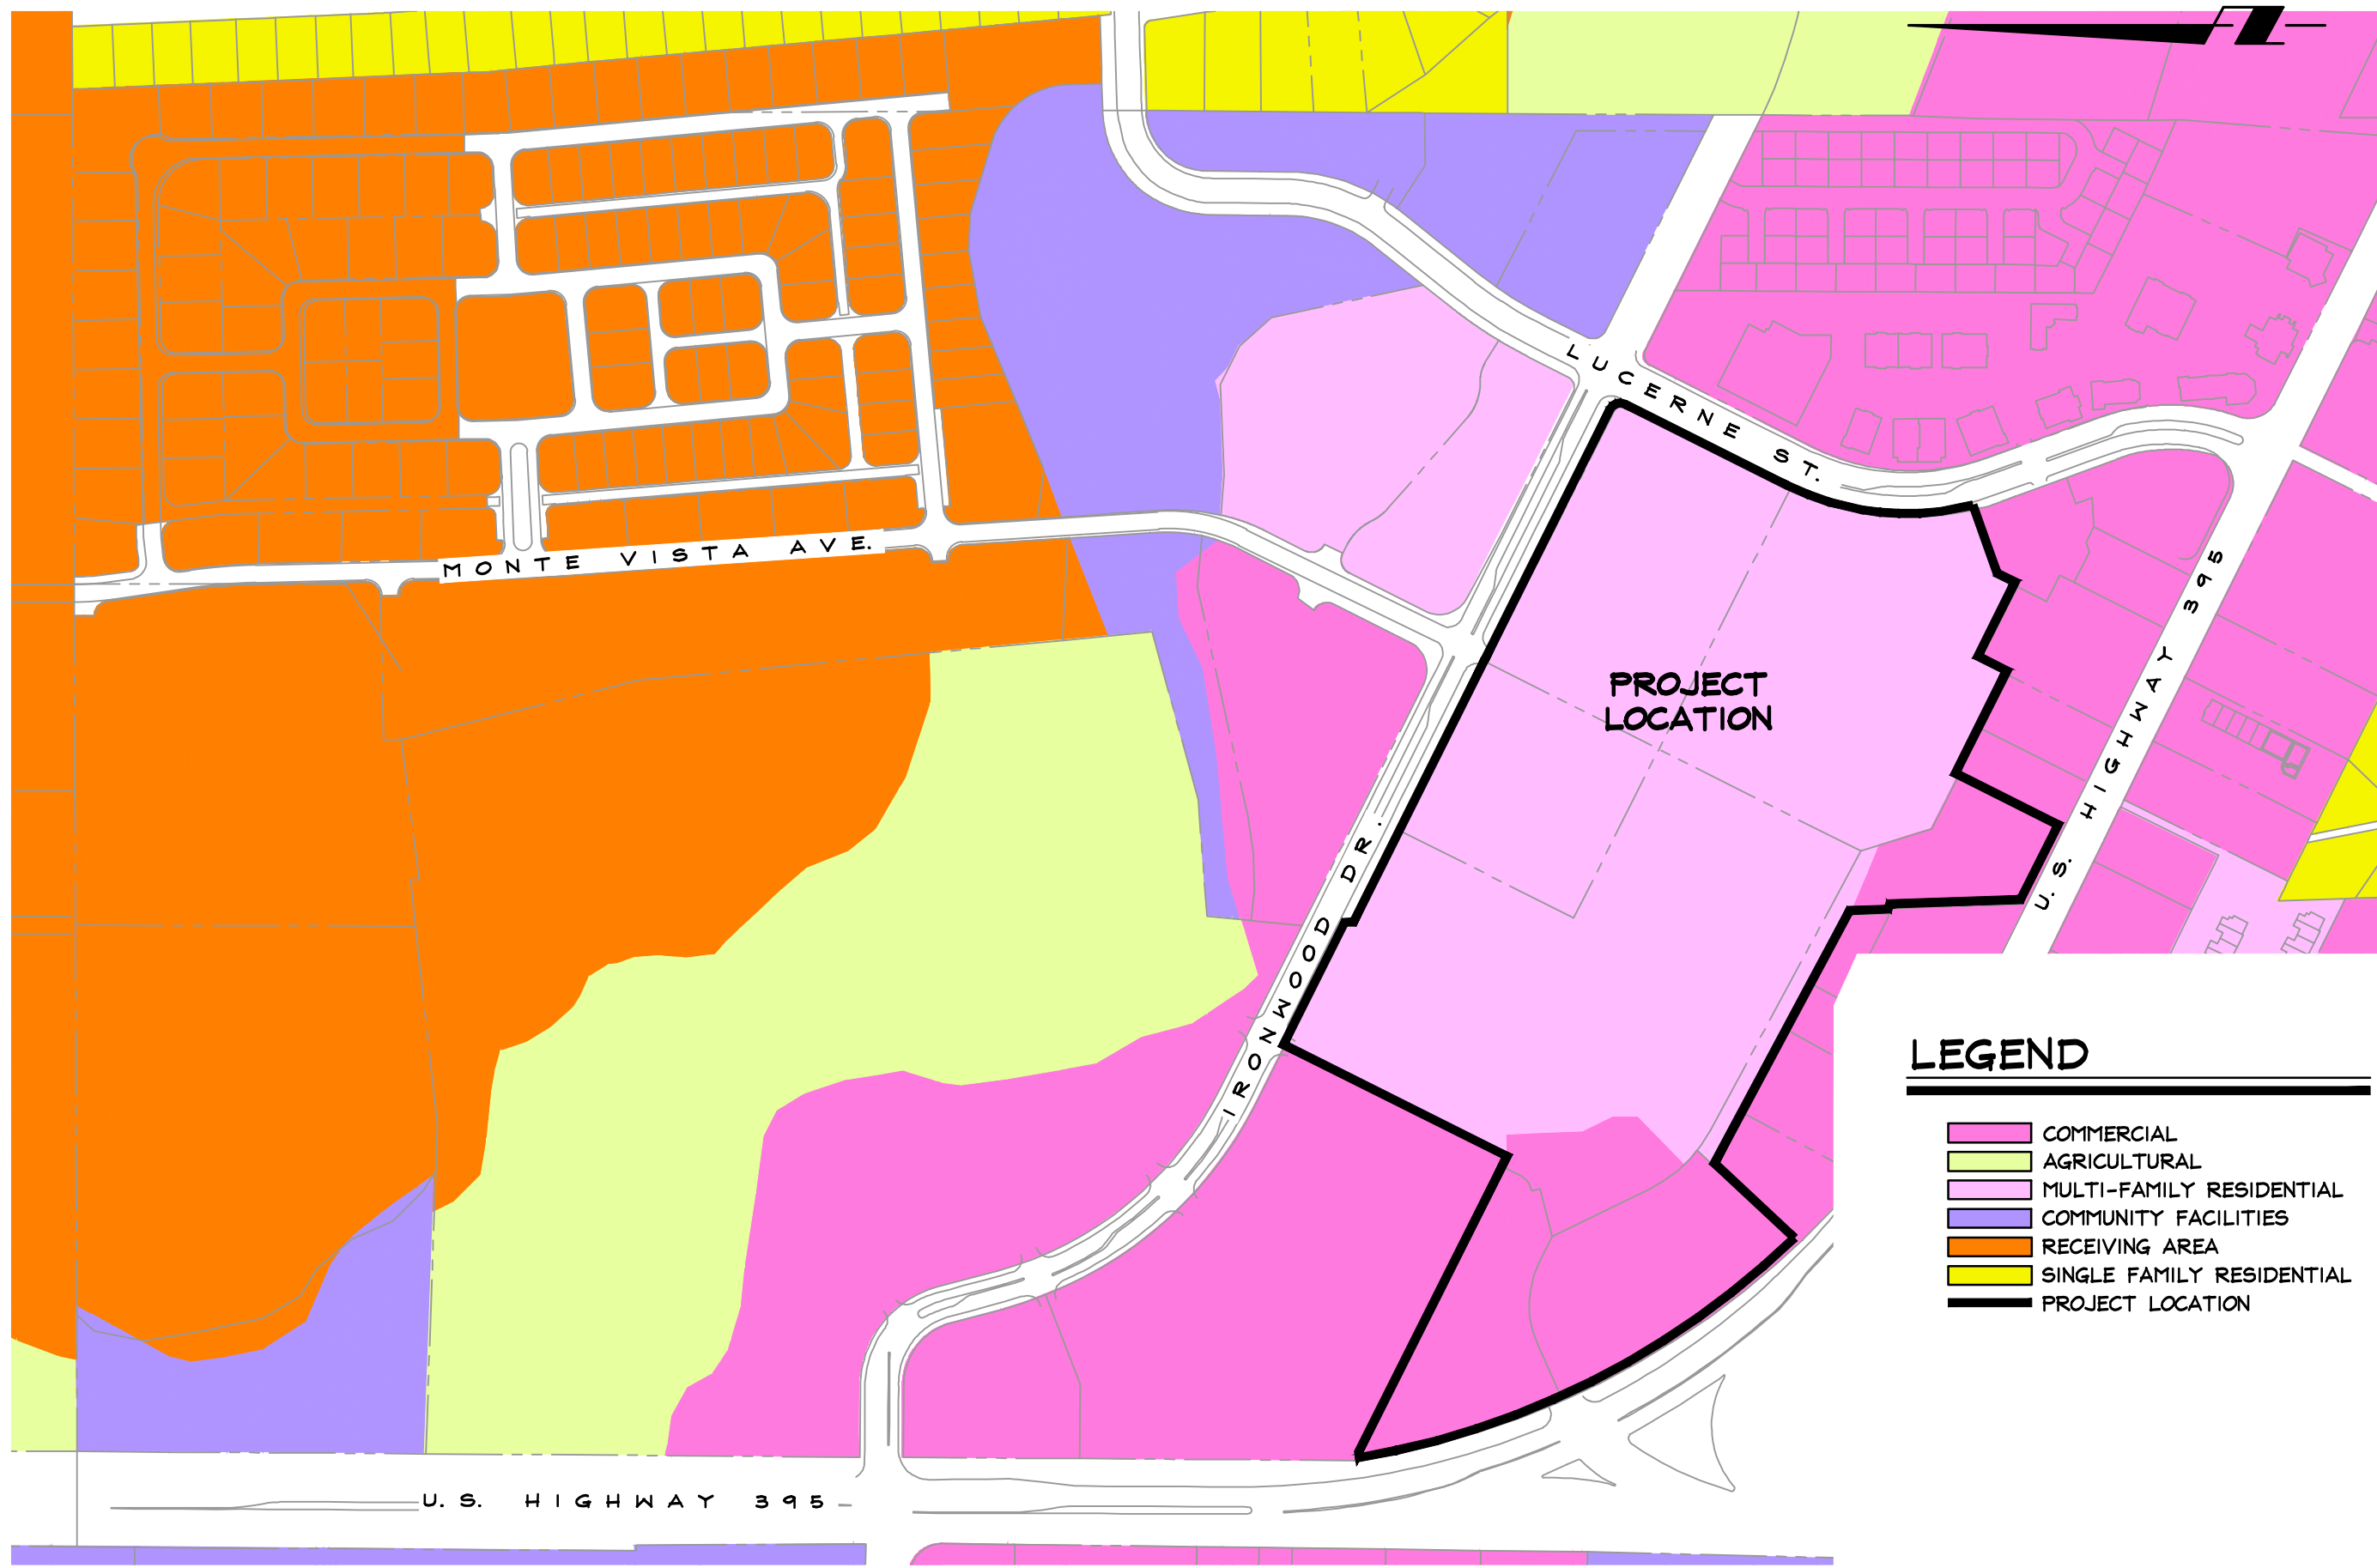 LUCERNE ST.
MONTE VISTA AVE.
U.S. HIGHWAY 395
PROJECT
LOCATION
IRONWOOD DR.
LEGEND
COMMERCIAL
AGRICULTURAL
MULTI-FAMILY RESIDENTIAL
COMMUNITY FACILITIES
RECEIVING AREA
SINGLE FAMILY RESIDENTIAL
PROJECT LOCATION
U.S. HIGHWAY 395